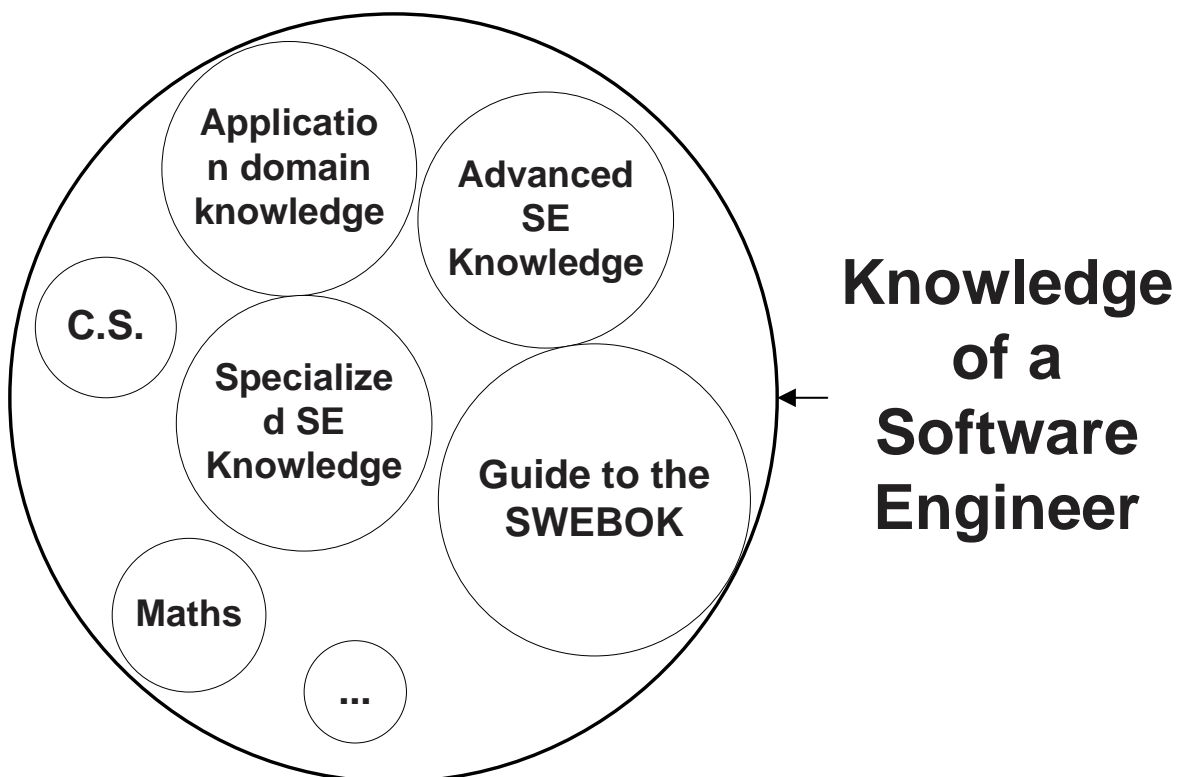 Applicatio
n domain
knowledge
Advanced
SE
Knowledge
C.S.
Specialize
d SE
Knowledge
Guide to the
SWEBOK
Maths
...
Knowledge
of a
Software
Engineer